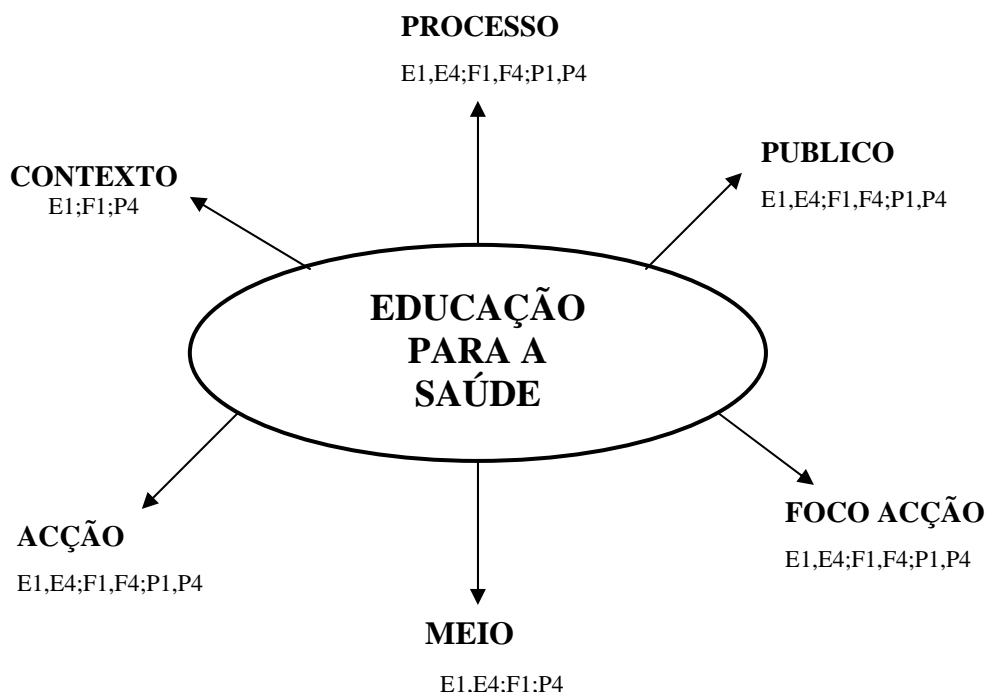 PROCESSO
E1,E4;F1,F4;P1,P4
PUBLICO
E1,E4;F1,F4;P1,P4
CONTEXTO
E1;F1;P4
EDUCAÇÃO
PARA A
SAÚDE
FOCO ACÇÃO
E1,E4;F1,F4;P1,P4
ACÇÃO
E1,E4;F1,F4;P1,P4
MEIO
E1,E4;F1;P4